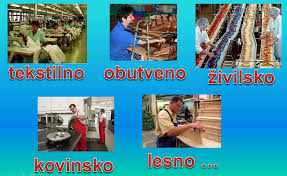 tekstilno obutveno živilsko
kovinsko lesno ...